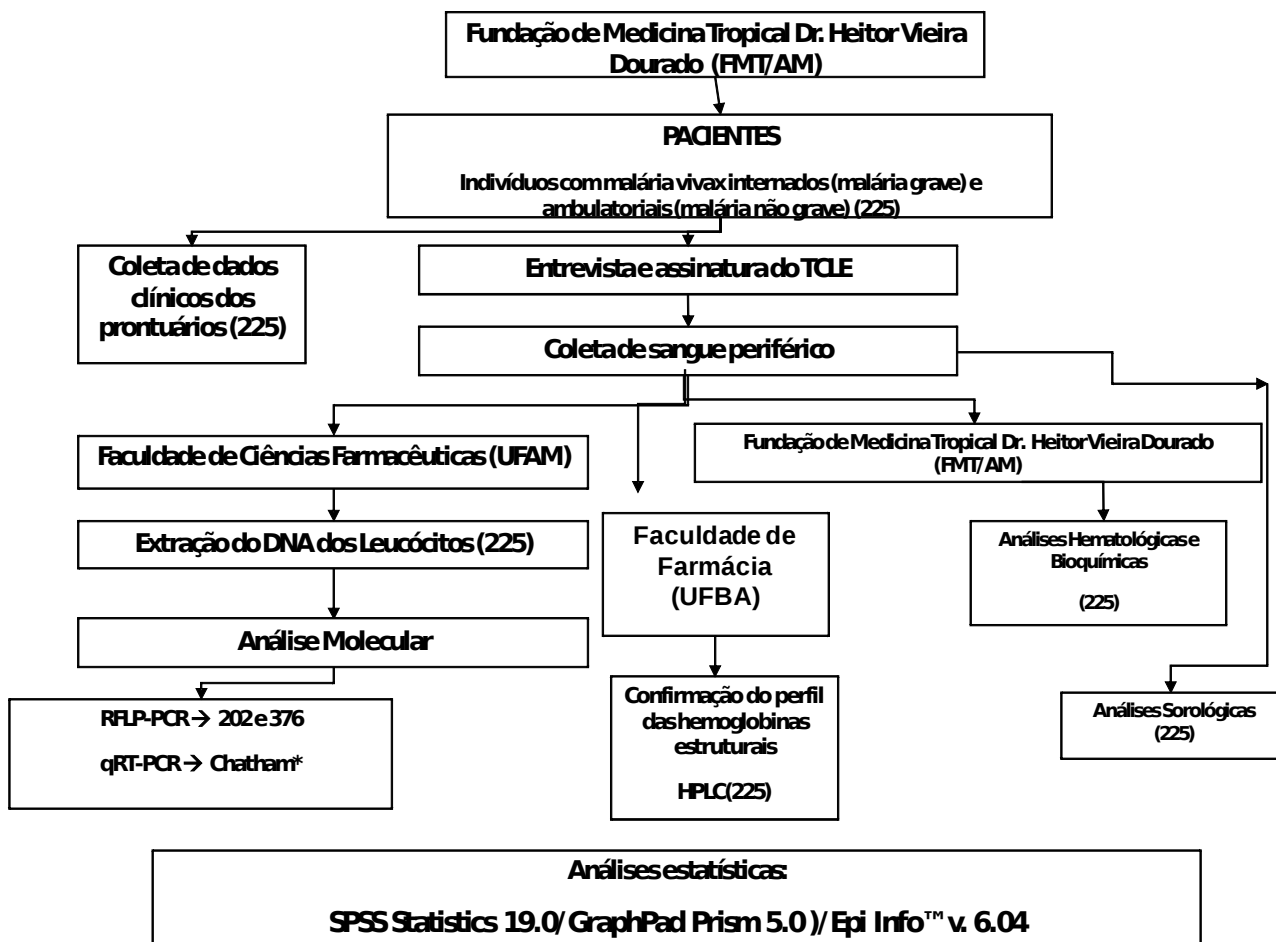 Fundação de Medicina Tropical Dr. Heitor Vieira
Dourado (FMT/AM)
PACIENTES
Indivíduos com malária vivax internados (malária grave) e
ambulatoriais (malária não grave) (225)
Coleta de dados
clínicos dos
prontuários (225)
Entrevista e assinatura do TCLE
Coleta de sangue periférico
Faculdade de Ciências Farmacêuticas (UFAM)
Fundação de Medicina Tropical Dr. Heitor Vieira Dourado
(FMT/AM)
Extração do DNA dos Leucócitos (225)
Faculdade de
Farmácia
(UFBA)
Análises Hematológicas e
Bioquímicas
(225)
Análise Molecular
RFLP-PCR → 202 e 376
qRT-PCR → Chatham*
Confirmação do perfil
das hemoglobinas
estruturais
HPLC (225)
Análises Sorológicas
(225)
Análises estatísticas:
SPSS Statistics 19.0/ GraphPad Prism 5.0 )/ Epi Info™ v. 6.04